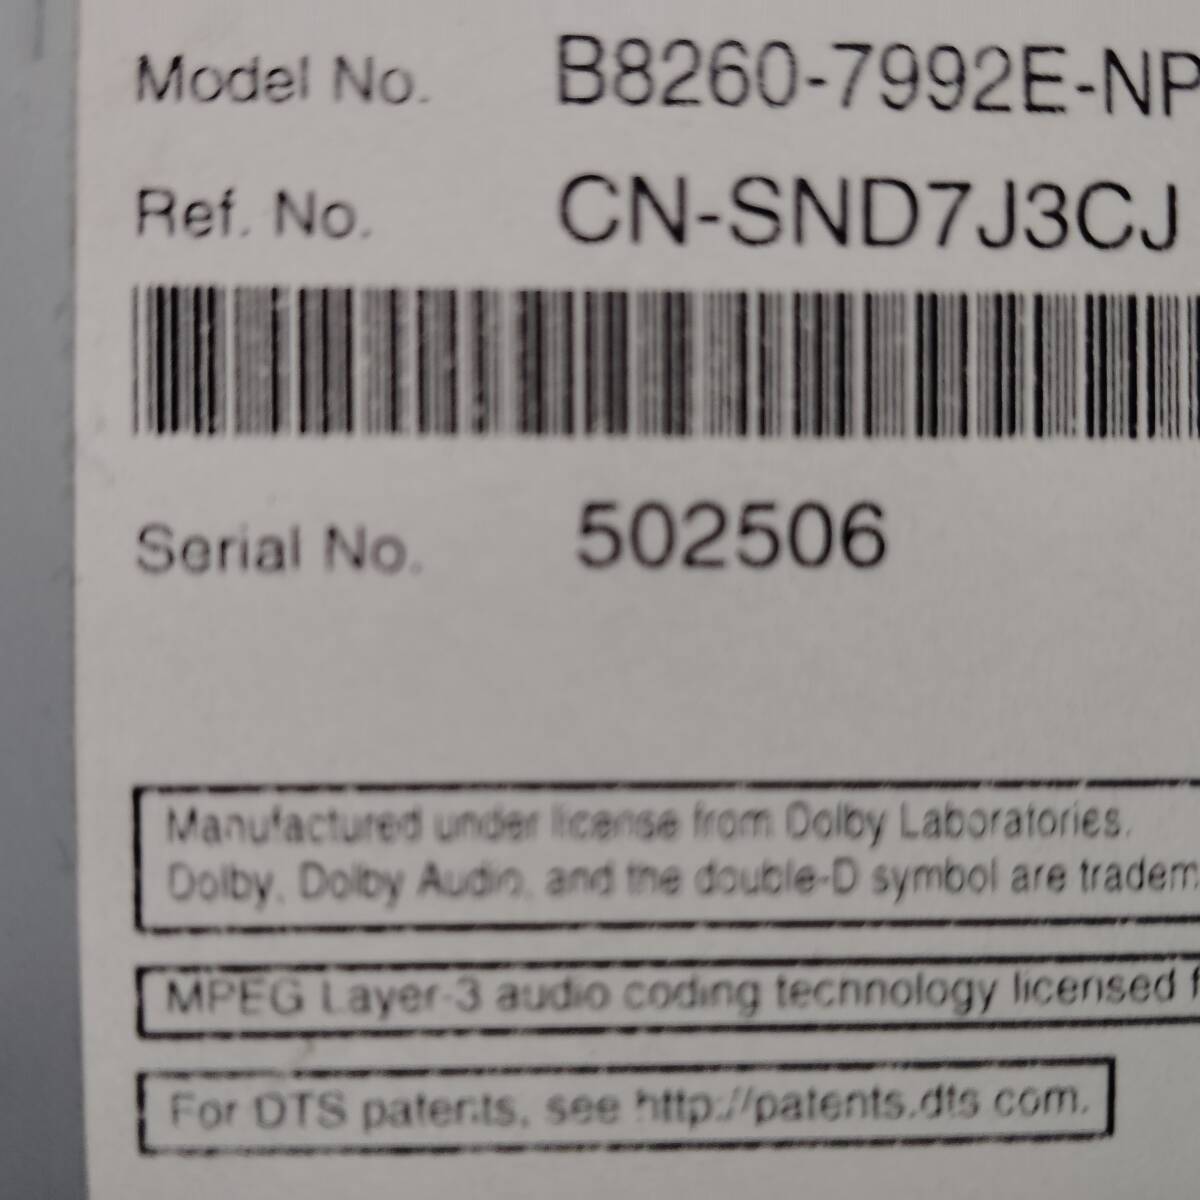 Model No. B8260-7992E-NP
Ref. No. CN-SND7J3CJ
Serial No. 502506
Manufactured under license from Dolby Laboratories.
Dolby, Dolby Audio, and the double-D symbol are tradem
MPEG Layer-3 audio coding technology licensed f
For DTS patents, see http://patents.dts.com.